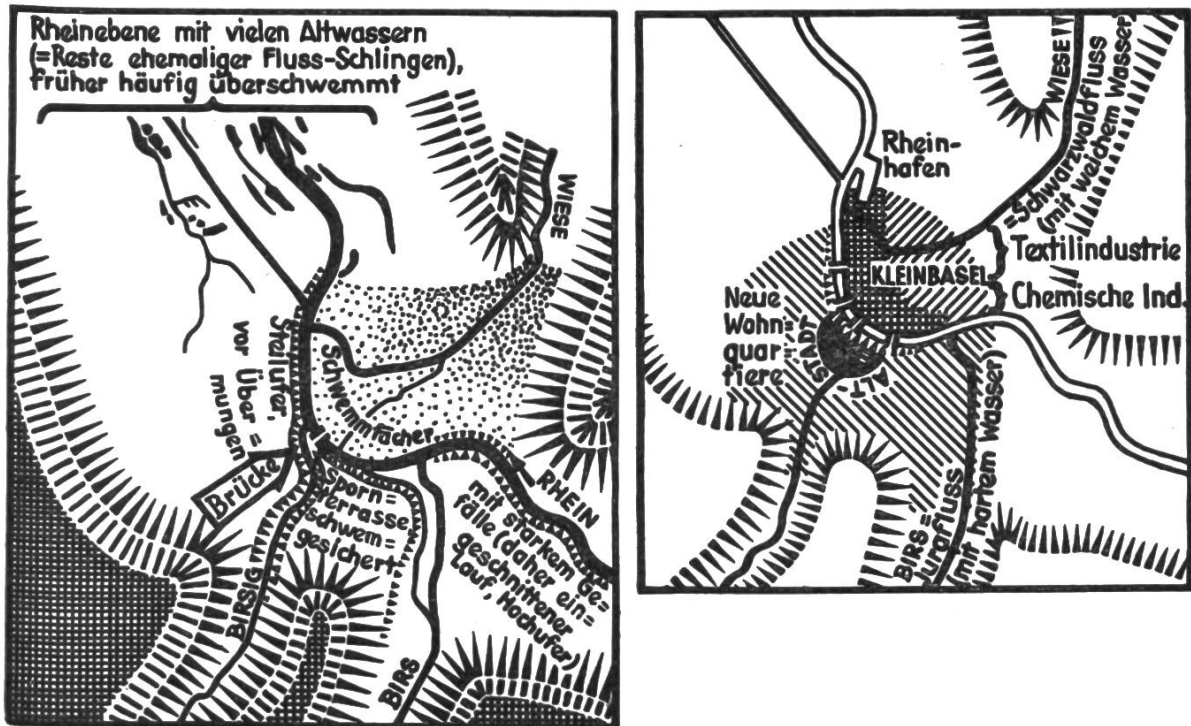 Rheinebene mit vielen Altwassern
(=Reste ehemaliger Fluss-Schlingen),
früher häufig überschwemmt
WIESE
Steilufer,
vor Über=
mungen
Schwemmfächer
Brücke
Sporn=
terrasse,
schwem=
gesichert
RHEIN
mit starkem Ge=
fälle (daher ein=
geschnittener
Lauf, Hochufer)
BIRSIG
BIRS
WIESE
=Schwarzwaldfluss
(mit weichem Wasser)
Rhein-
hafen
Textilindustrie
KLEINBASEL
Chemische Ind.
Neue
Wohn=
quar=
tiere
ALT-
STADT
BIRS=
Jurafluss
(mit hartem Wasser)